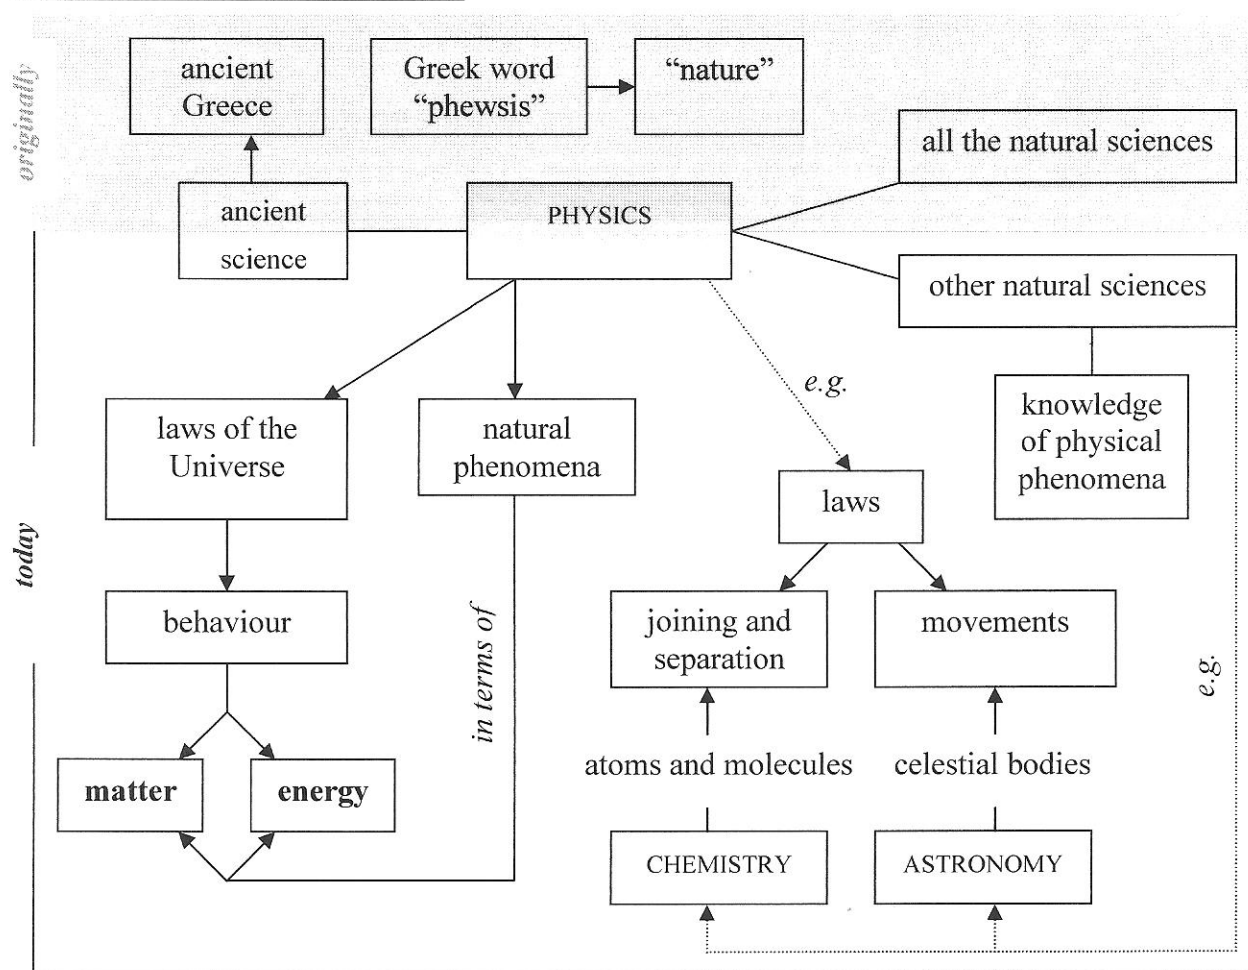 originally
ancient
Greece
Greek word
“phewsis”
“nature”
all the natural sciences
ancient
science
PHYSICS
other natural sciences
e.g.
knowledge
of physical
phenomena
laws of the
Universe
natural
phenomena
laws
today
behaviour
in terms of
joining and
separation
movements
e.g.
matter
energy
atoms and molecules
celestial bodies
CHEMISTRY
ASTRONOMY